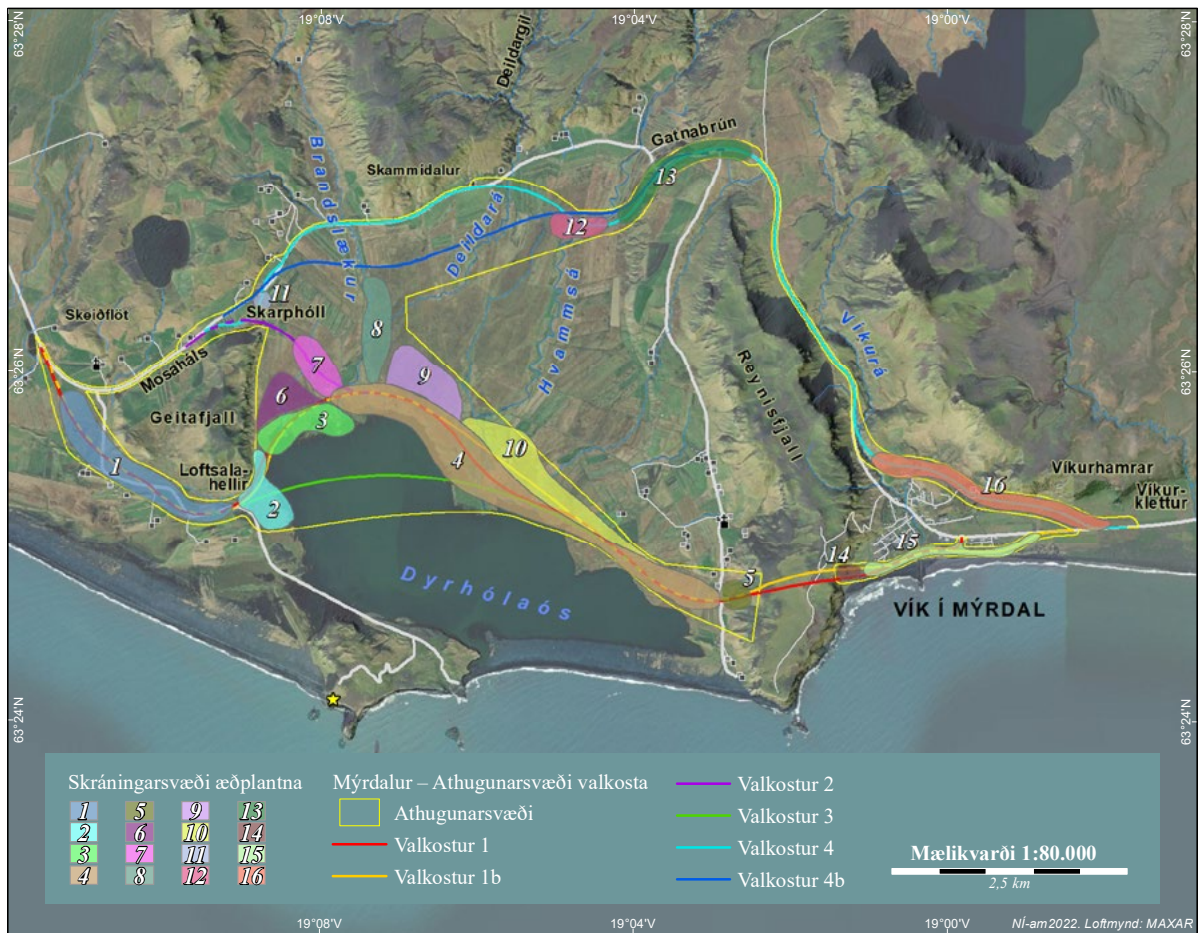 19°08'V
19°04'V
19°00'V
63°28'N
63°28'N
Deildargil
Gatnabrún
Brandslækur
Skammidalur
13
12
Deildará
11
Skarphóll
Hvammsá
Víkurá
Skeiðflöt
8
Mosaháls
7
9
63°26'N
63°26'N
Reynisfjall
6
Geitafjall
3
10
4
1
Loftsala-
hellir
2
16
Víkurhamrar
Víkur-
klettur
15
14
5
Dyrhólaós
VÍK Í MÝRDAL
63°24'N
63°24'N
Skráningarsvæði æðplantna
1 5 9 13
2 6 10 14
3 7 11 15
4 8 12 16
Mýrdalur – Athugunarsvæði valkosta
Athugunarsvæði
Valkostur 1
Valkostur 1b
Valkostur 2
Valkostur 3
Valkostur 4
Valkostur 4b
Mælikvarði 1:80.000
2,5 km
19°08'V
19°04'V
19°00'V
NÍ-am2022. Loftmynd: MAXAR